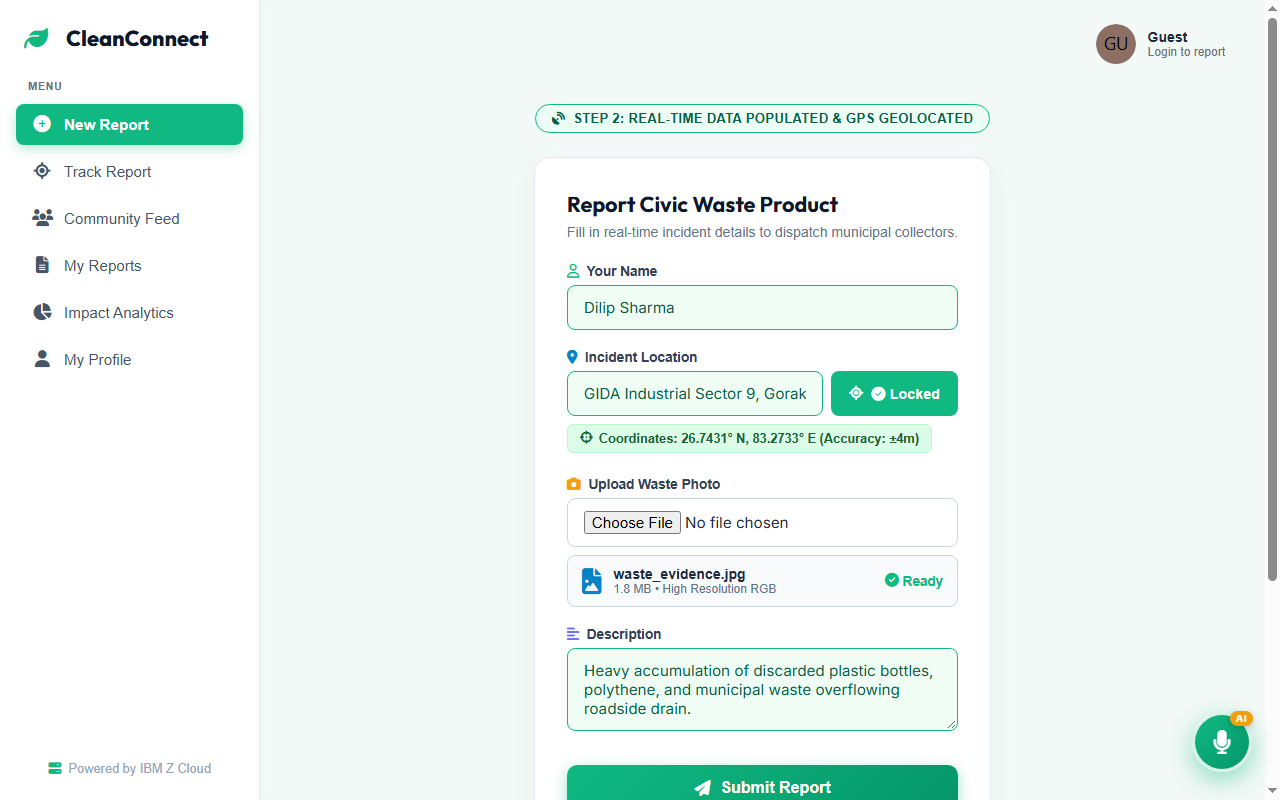 CleanConnect
MENU
New Report
Track Report
Community Feed
My Reports
Impact Analytics
My Profile
Powered by IBM Z Cloud
GU
Guest
Login to report
STEP 2: REAL-TIME DATA POPULATED & GPS GEOLOCATED
Report Civic Waste Product
Fill in real-time incident details to dispatch municipal collectors.
Your Name
Dilip Sharma
Incident Location
GIDA Industrial Sector 9, Gorak
Locked
Coordinates: 26.7431° N, 83.2733° E (Accuracy: ±4m)
Upload Waste Photo
Choose File No file chosen
waste_evidence.jpg
1.8 MB • High Resolution RGB
Ready
Description
Heavy accumulation of discarded plastic bottles,
polythene, and municipal waste overflowing
roadside drain.
Submit Report
AI